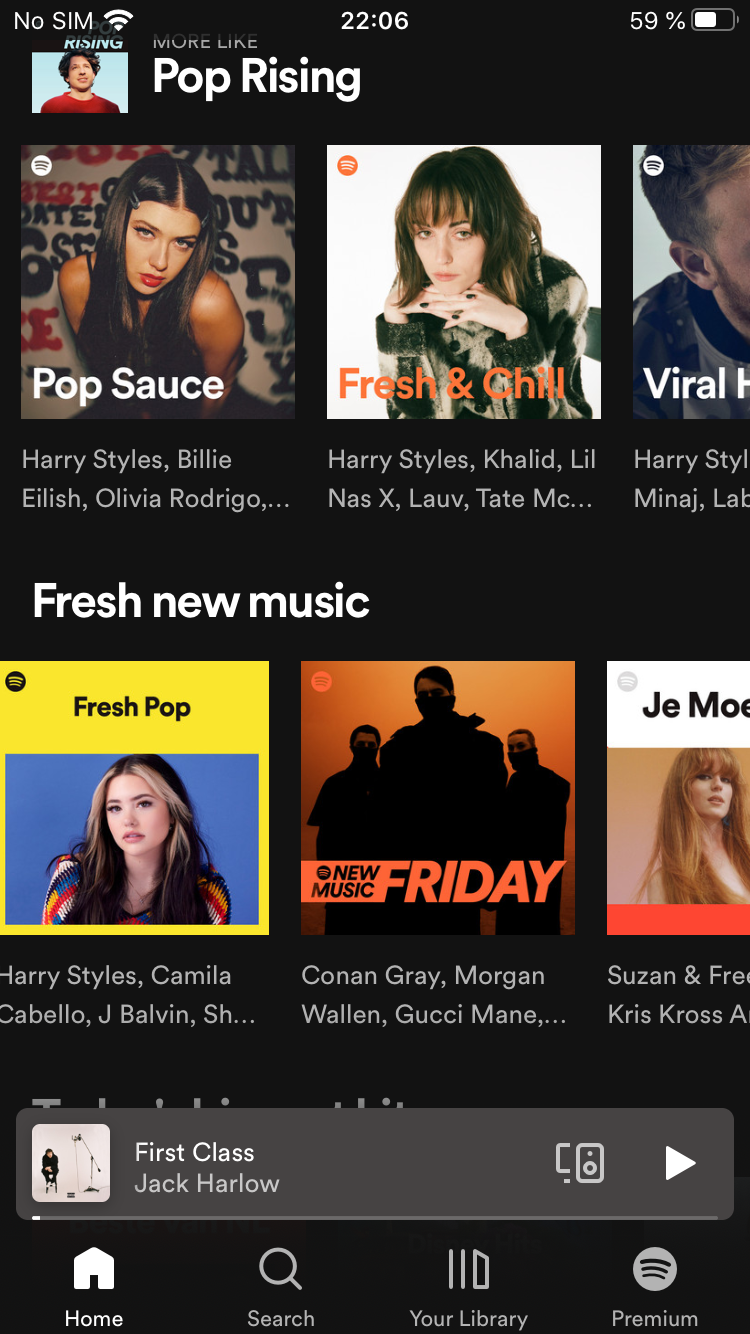 No SIM 22:06 59 %
RISING
MORE LIKE
Pop Rising
Pop Sauce
Fresh & Chill
Viral H
Harry Styles, Billie
Eilish, Olivia Rodrigo,...
Harry Styles, Khalid, Lil
Nas X, Lauv, Tate Mc...
Harry Styl
Minaj, Lab
Fresh new music
Fresh Pop
NEW
MUSIC FRIDAY
Je Moe
Harry Styles, Camila
Cabello, J Balvin, Sh...
Conan Gray, Morgan
Wallen, Gucci Mane,...
Suzan & Free
Kris Kross A
First Class
Jack Harlow
Home
Search
Your Library
Premium